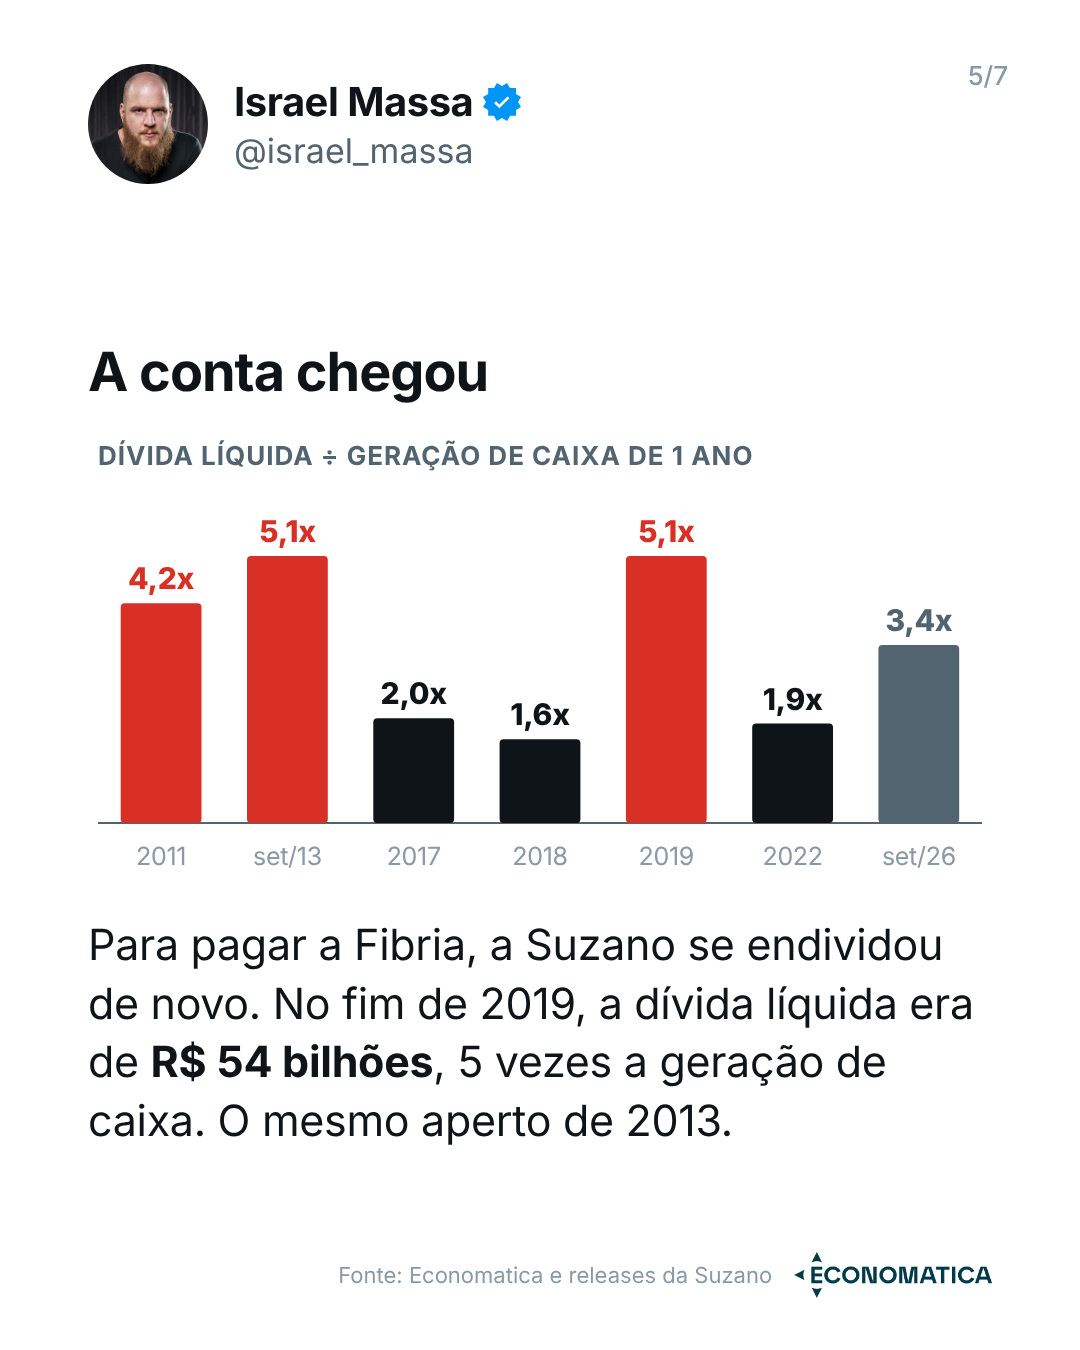 Israel Massa
@israel_massa
5/7
A conta chegou
DÍVIDA LÍQUIDA ÷ GERAÇÃO DE CAIXA DE 1 ANO
4,2x
5,1x
2,0x
1,6x
5,1x
1,9x
3,4x
2011 set/13 2017 2018 2019 2022 set/26
Para pagar a Fibria, a Suzano se endividou
de novo. No fim de 2019, a dívida líquida era
de R$ 54 bilhões, 5 vezes a geração de
caixa. O mesmo aperto de 2013.
Fonte: Economatica e releases da Suzano ECONOMATICA